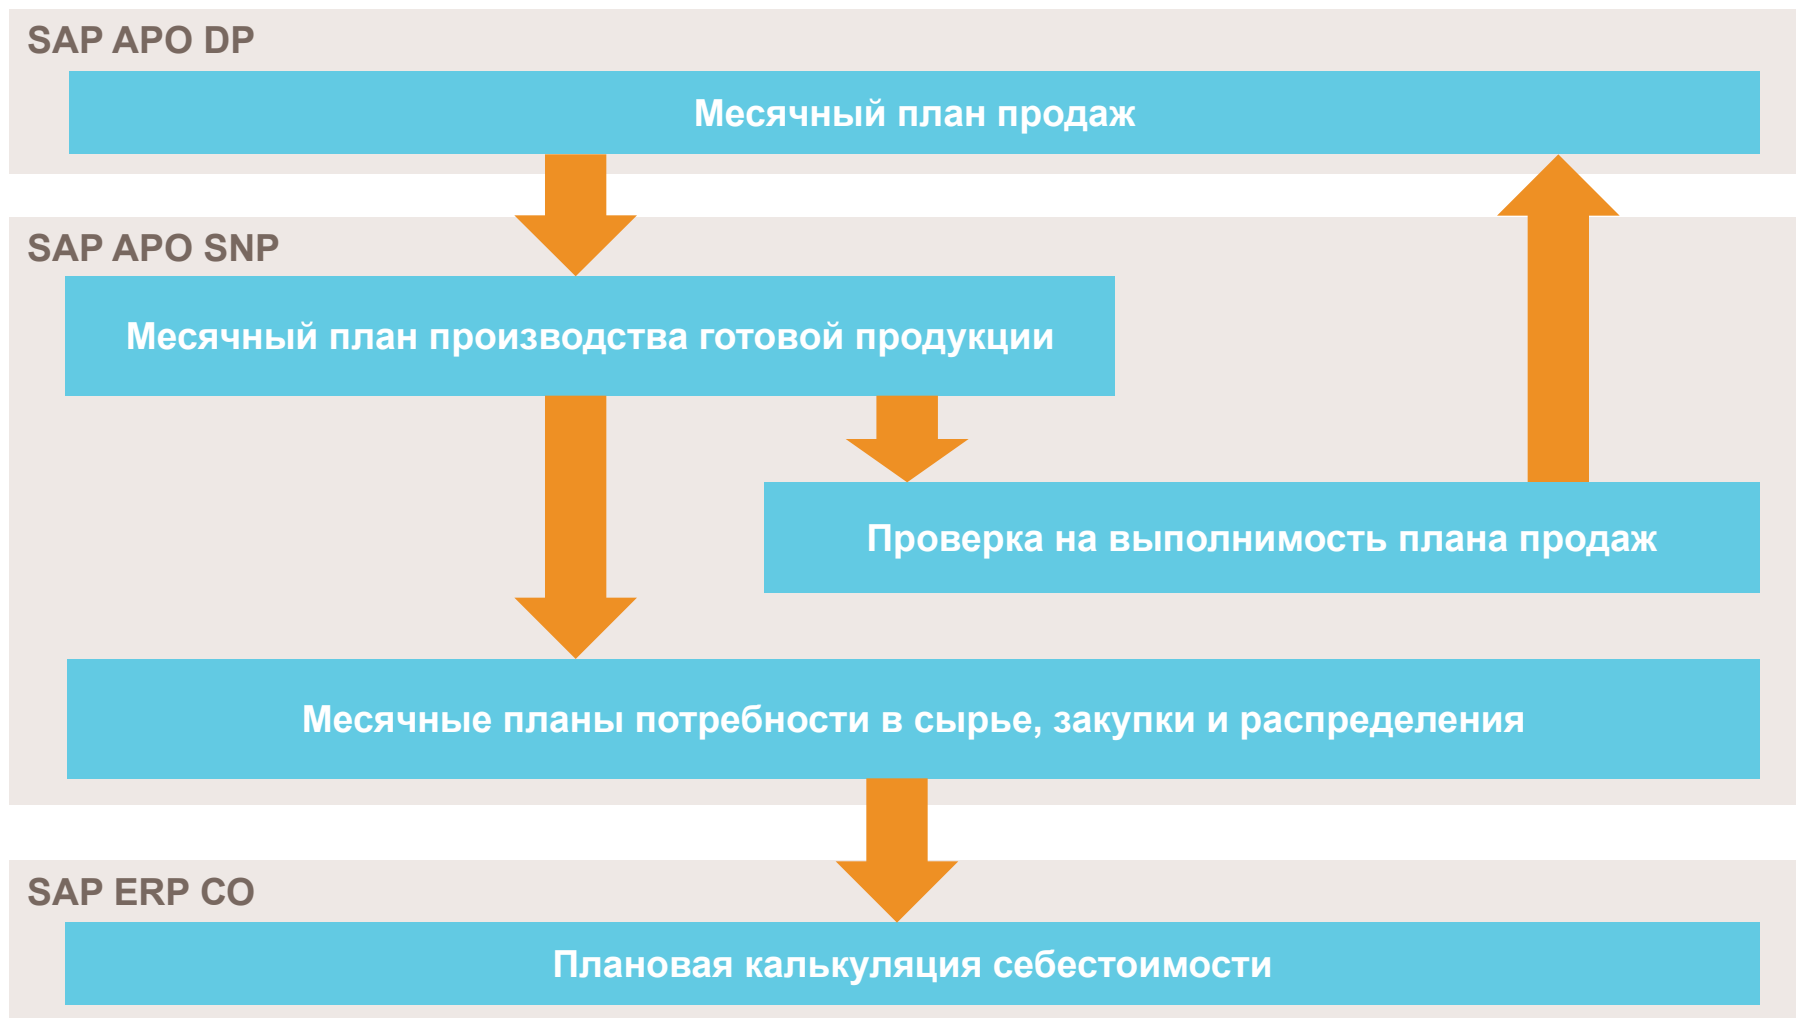 SAP APO DP
Месячный план продаж
SAP APO SNP
Месячный план производства готовой продукции
Проверка на выполнимость плана продаж
Месячные планы потребности в сырье, закупки и распределения
SAP ERP CO
Плановая калькуляция себестоимости